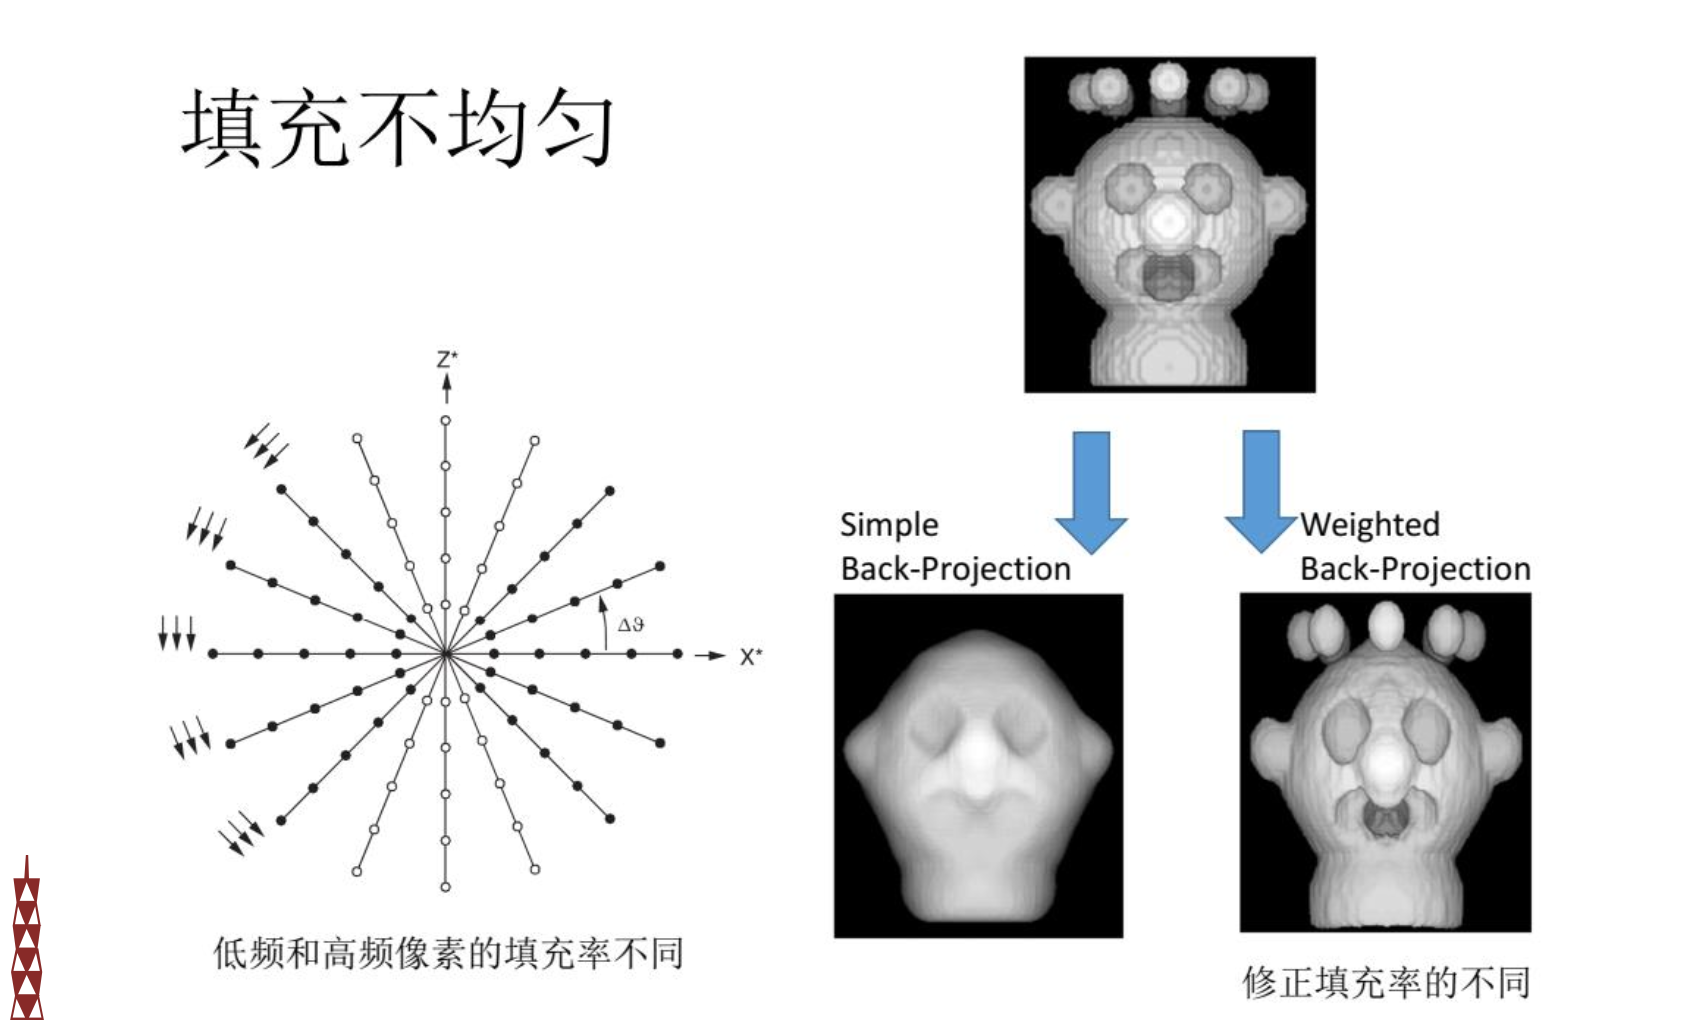 填充不均匀
Z*
Δϑ
X*
低频和高频像素的填充率不同
Simple
Back-Projection
Weighted
Back-Projection
修正填充率的不同